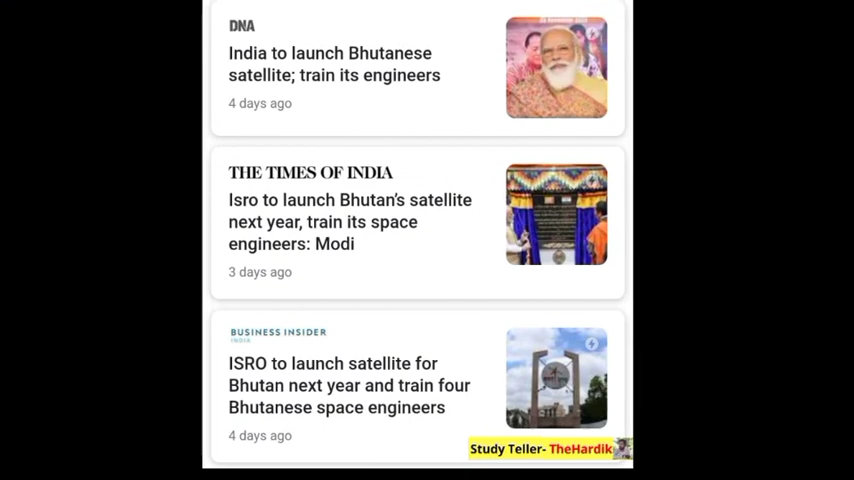 DNA
India to launch Bhutanese
satellite; train its engineers
4 days ago
THE TIMES OF INDIA
Isro to launch Bhutan's satellite
next year, train its space
engineers: Modi
3 days ago
BUSINESS INSIDER
INDIA
ISRO to launch satellite for
Bhutan next year and train four
Bhutanese space engineers
4 days ago
Study Teller- TheHardik